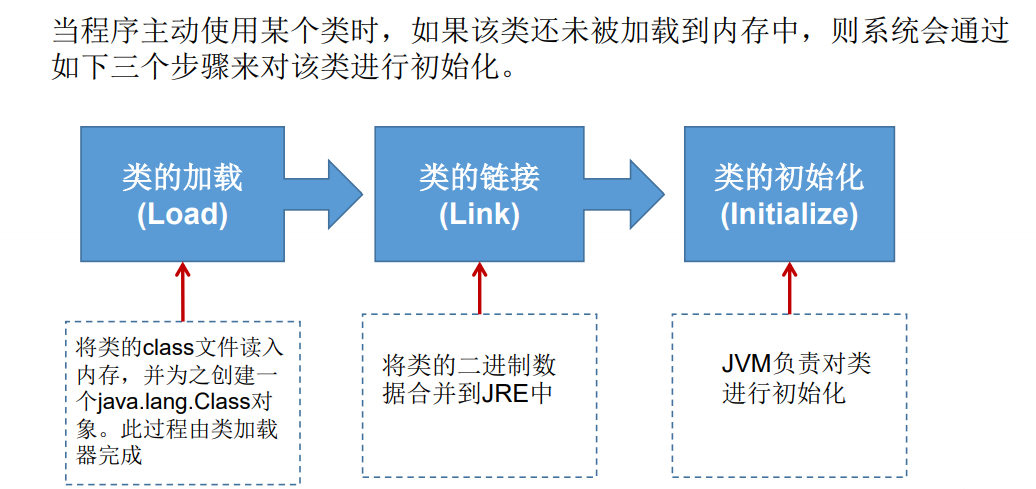 当程序主动使用某个类时，如果该类还未被加载到内存中，则系统会通过
如下三个步骤来对该类进行初始化。
类的加载
(Load)
类的链接
(Link)
类的初始化
(Initialize)
将类的class文件读入
内存，并为之创建一
个java.lang.Class对
象。此过程由类加载
器完成
将类的二进制数
据合并到JRE中
JVM负责对类
进行初始化